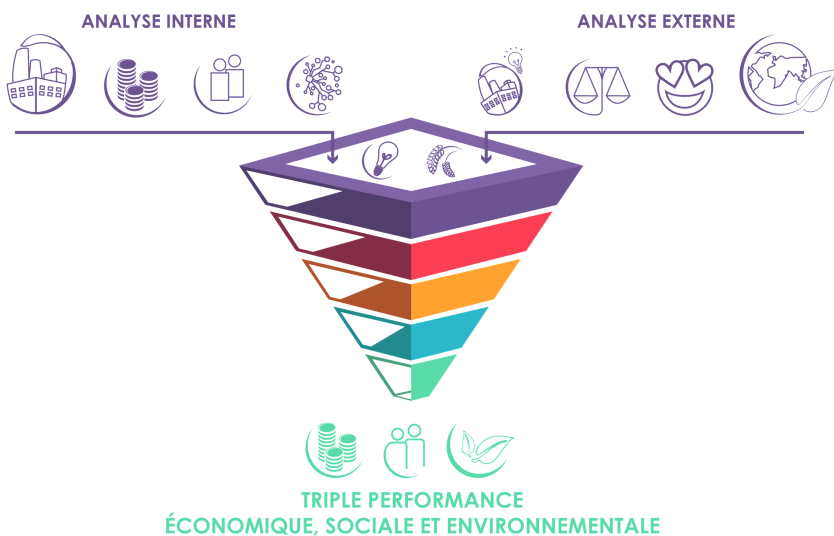 ANALYSE INTERNE
ANALYSE EXTERNE
TRIPLE PERFORMANCE
ÉCONOMIQUE, SOCIALE ET ENVIRONNEMENTALE